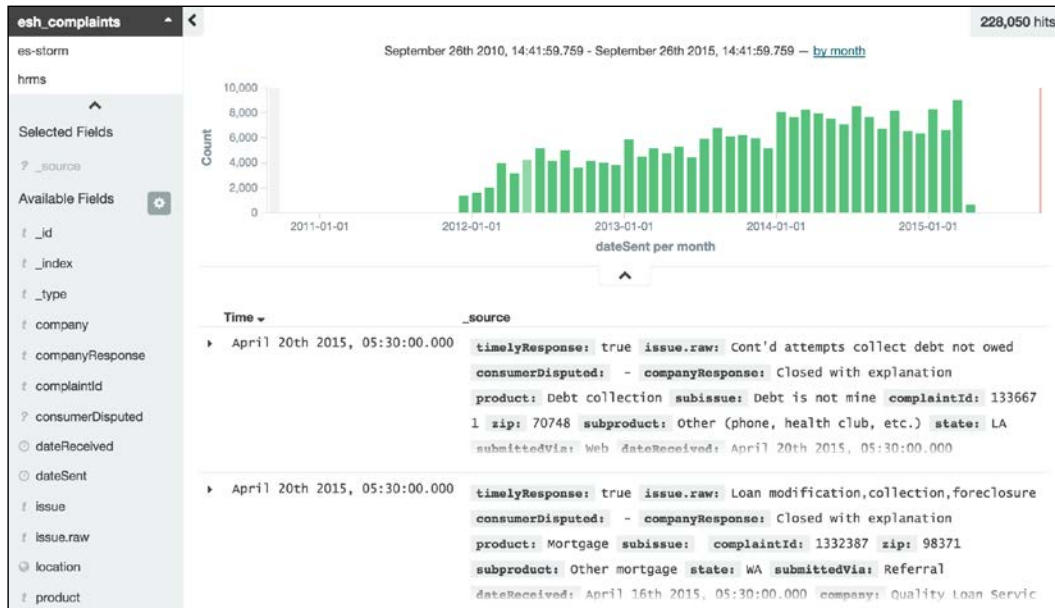 esh_complaints
es-storm
hrms
Selected Fields
? _source
Available Fields
t _id
t _index
t _type
t company
t companyResponse
t complaintId
? consumerDisputed
dateReceived
dateSent
t issue
t issue.raw
location
t product
228,050 hits
September 26th 2010, 14:41:59.759 - September 26th 2015, 14:41:59.759 — by month
Count
10,000
8,000
6,000
4,000
2,000
0
2011-01-01 2012-01-01 2013-01-01 2014-01-01 2015-01-01
dateSent per month
Time _source
April 20th 2015, 05:30:00.000
timelyResponse: true issue.raw: Cont'd attempts collect debt not owed
consumerDisputed: - companyResponse: Closed with explanation
product: Debt collection subissue: Debt is not mine complaintId: 133667
1 zip: 70748 subproduct: Other (phone, health club, etc.) state: LA
submittedVia: Web dateReceived: April 20th 2015, 05:30:00.000
April 20th 2015, 05:30:00.000
timelyResponse: true issue.raw: Loan modification,collection,foreclosure
consumerDisputed: - companyResponse: Closed with explanation
product: Mortgage subissue: complaintId: 1332387 zip: 98371
subproduct: Other mortgage state: WA submittedVia: Referral
dateReceived: April 16th 2015, 05:30:00.000 company: Quality Loan Servic